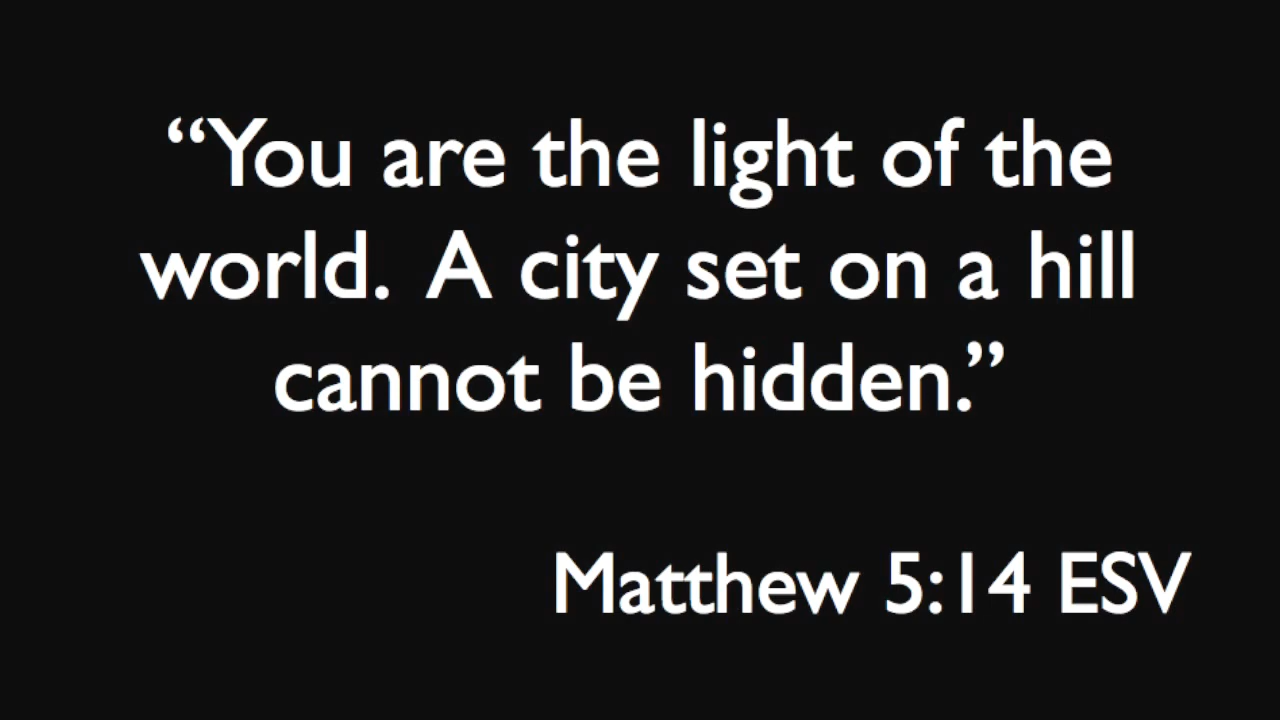 “You are the light of the
world. A city set on a hill
cannot be hidden.”
Matthew 5:14 ESV